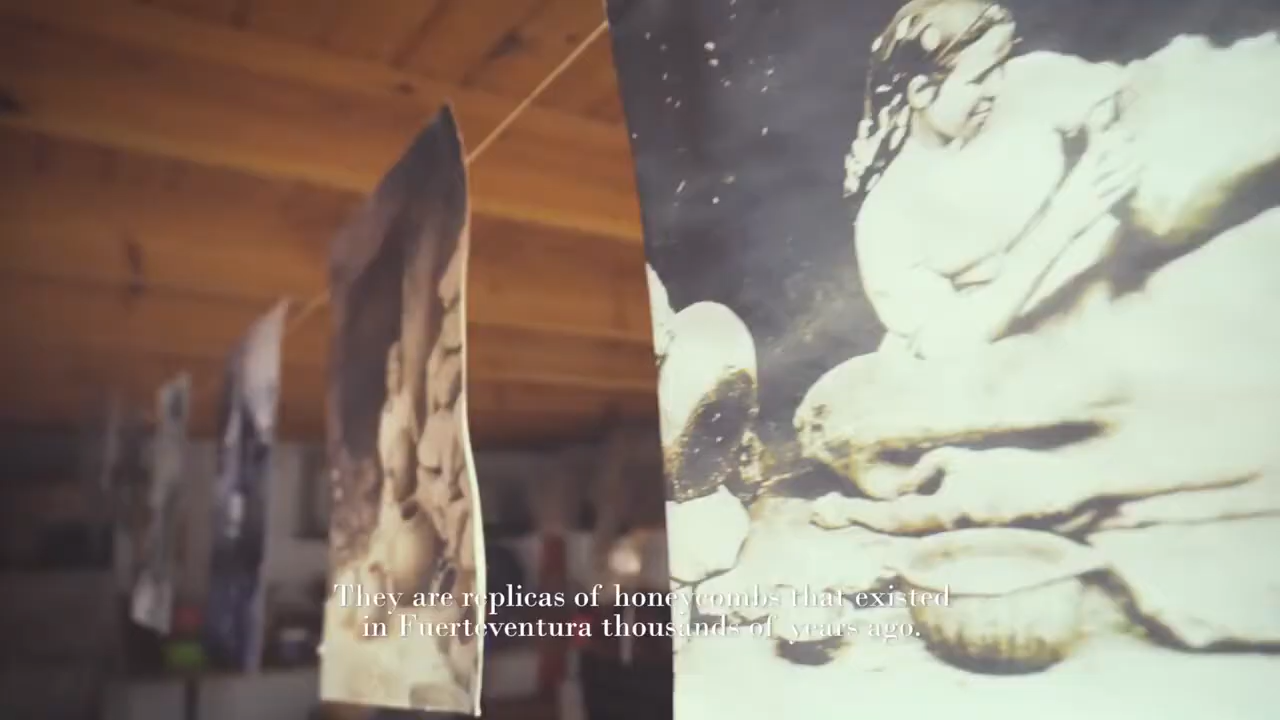 They are replicas of honeycombs that existed
in Fuerteventura thousands of years ago.